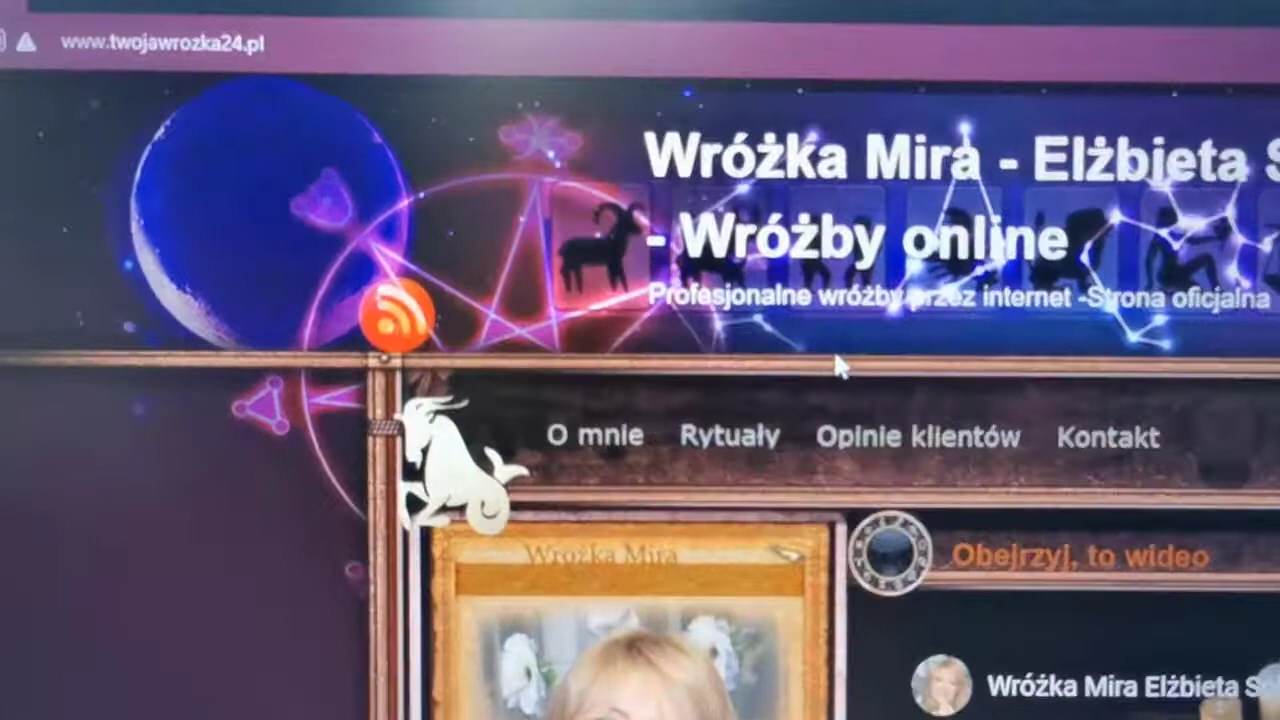 www.twojawrozka24.pl
Wróżka Mira - Elżbieta
- Wróżby online
Profesjonalne wróżby przez internet -Strona oficjalna
O mnie Rytuały Opinie klientów Kontakt
Wrożka Mira
Obejrzyj, to wideo
Wróżka Mira Elżbieta